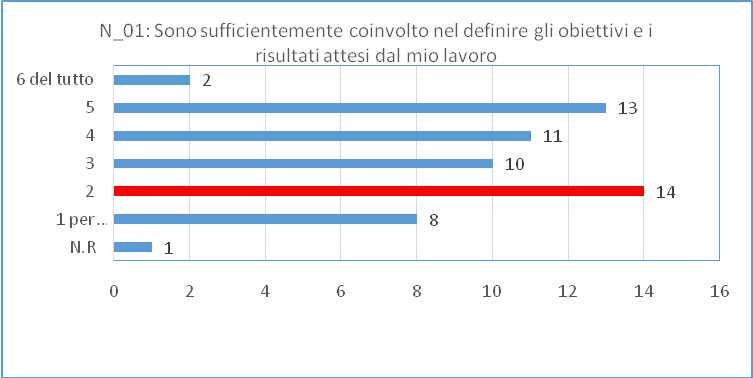 N_01: Sono sufficientemente coinvolto nel definire gli obiettivi e i
risultati attesi dal mio lavoro
6 del tutto 2
5 13
4 11
3 10
2 14
1 per... 8
N.R 1
0 2 4 6 8 10 12 14 16